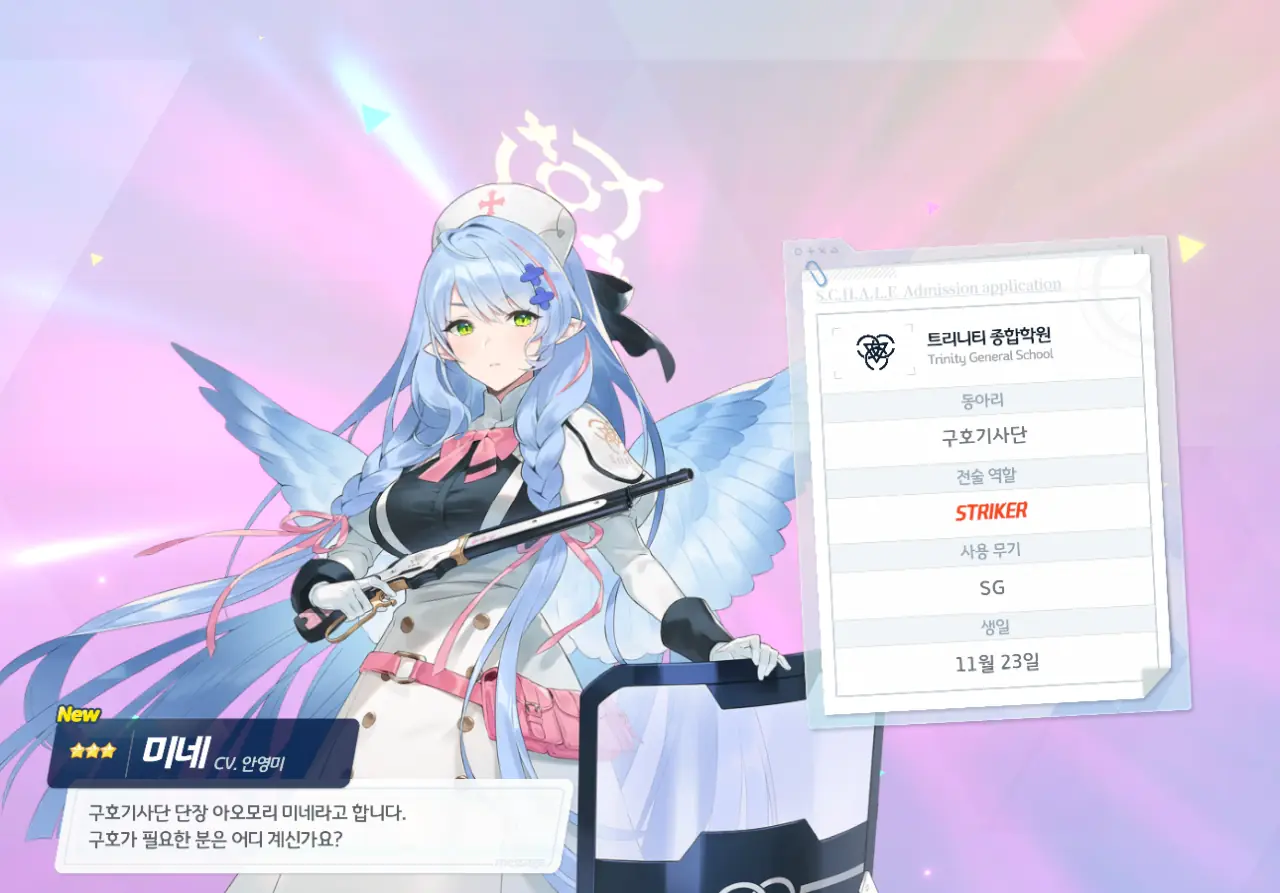 S.C.H.A.L.E Admission application
트리니티 종합학원
Trinity General School
동아리
구호기사단
전술 역할
STRIKER
사용 무기
SG
생일
11월 23일
New
미네 CV. 안영미
구호기사단 단장 아오모리 미네라고 합니다.
구호가 필요한 분은 어디 계신가요?
message